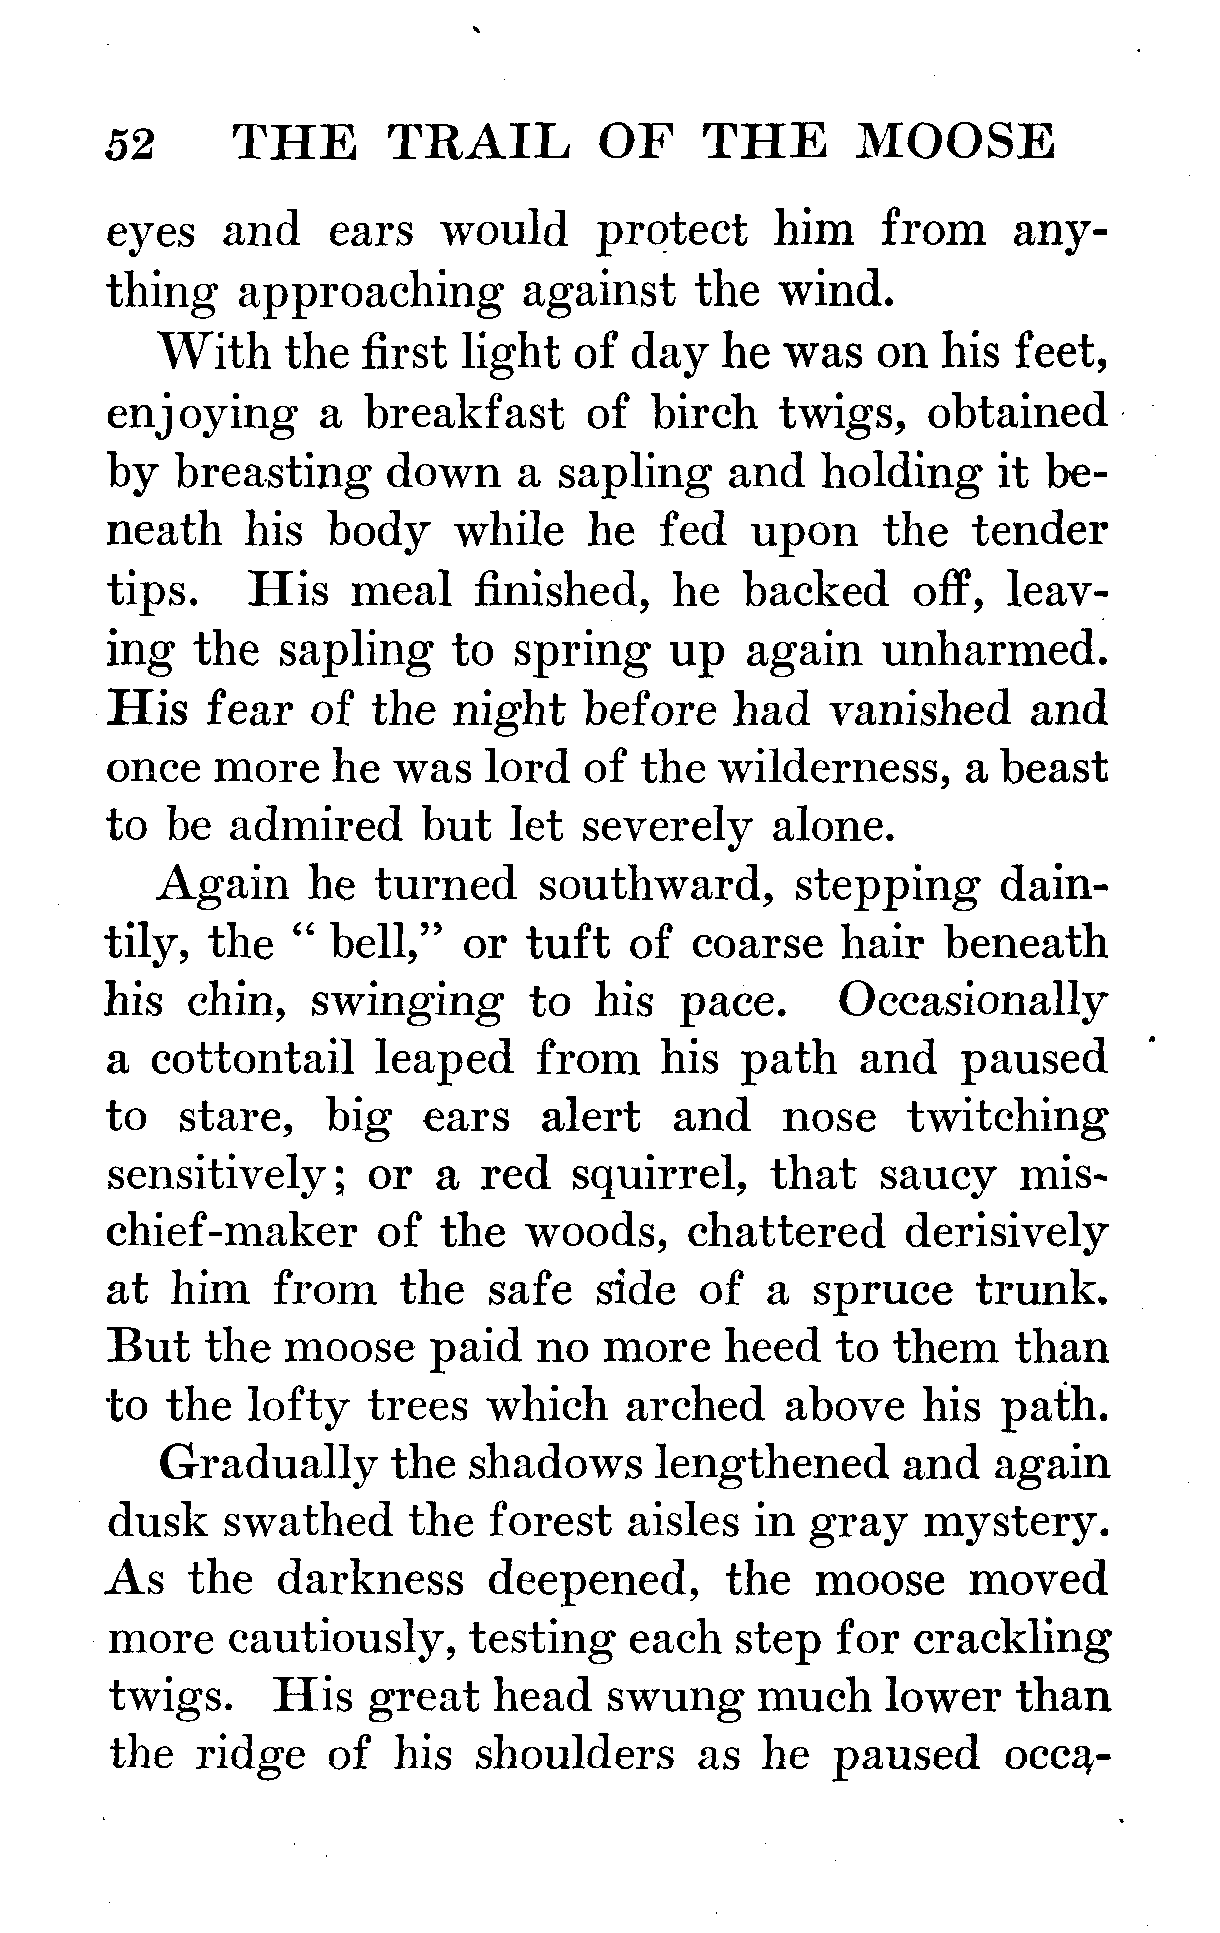 52 THE TRAIL OF THE MOOSE
eyes and ears would protect him from any-
thing approaching against the wind.
With the first light of day he was on his feet,
enjoying a breakfast of birch twigs, obtained
by breasting down a sapling and holding it be-
neath his body while he fed upon the tender
tips. His meal finished, he backed off, leav-
ing the sapling to spring up again unharmed.
His fear of the night before had vanished and
once more he was lord of the wilderness, a beast
to be admired but let severely alone.
Again he turned southward, stepping dain-
tily, the “ bell,” or tuft of coarse hair beneath
his chin, swinging to his pace. Occasionally
a cottontail leaped from his path and paused
to stare, big ears alert and nose twitching
sensitively; or a red squirrel, that saucy mis-
chief-maker of the woods, chattered derisively
at him from the safe side of a spruce trunk.
But the moose paid no more heed to them than
to the lofty trees which arched above his path.
Gradually the shadows lengthened and again
dusk swathed the forest aisles in gray mystery.
As the darkness deepened, the moose moved
more cautiously, testing each step for crackling
twigs. His great head swung much lower than
the ridge of his shoulders as he paused occa-